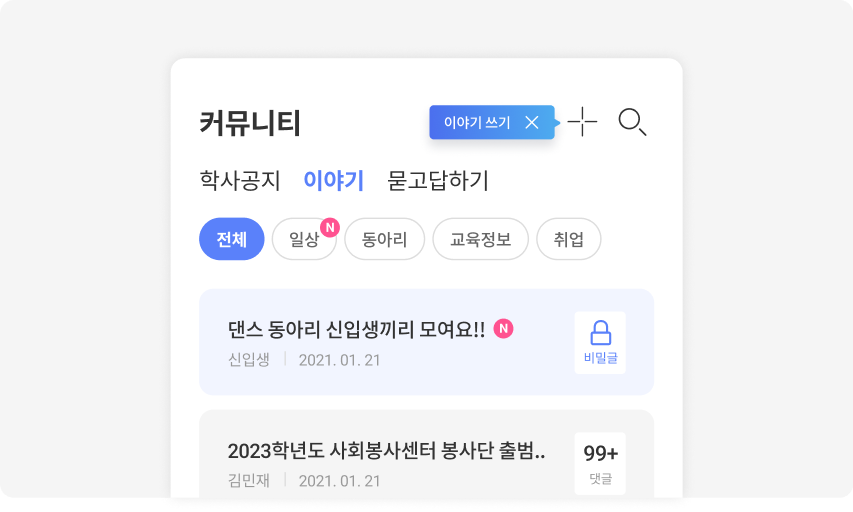 커뮤니티 이야기 쓰기
학사공지 이야기 묻고답하기
전체 일상 N 동아리 교육정보 취업
댄스 동아리 신입생끼리 모여요!! N
신입생 2021. 01. 21
비밀글
2023학년도 사회봉사센터 봉사단 출범..
김민재 2021. 01. 21
99+
댓글